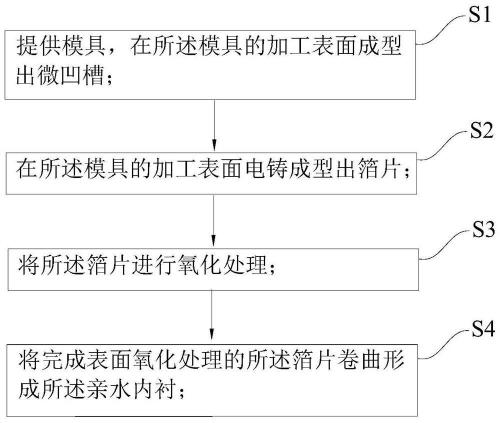 S1
提供模具，在所述模具的加工表面成型
出微凹槽；
S2
在所述模具的加工表面电铸成型出箔片；
S3
将所述箔片进行氧化处理；
S4
将完成表面氧化处理的所述箔片卷曲形
成所述亲水内衬；